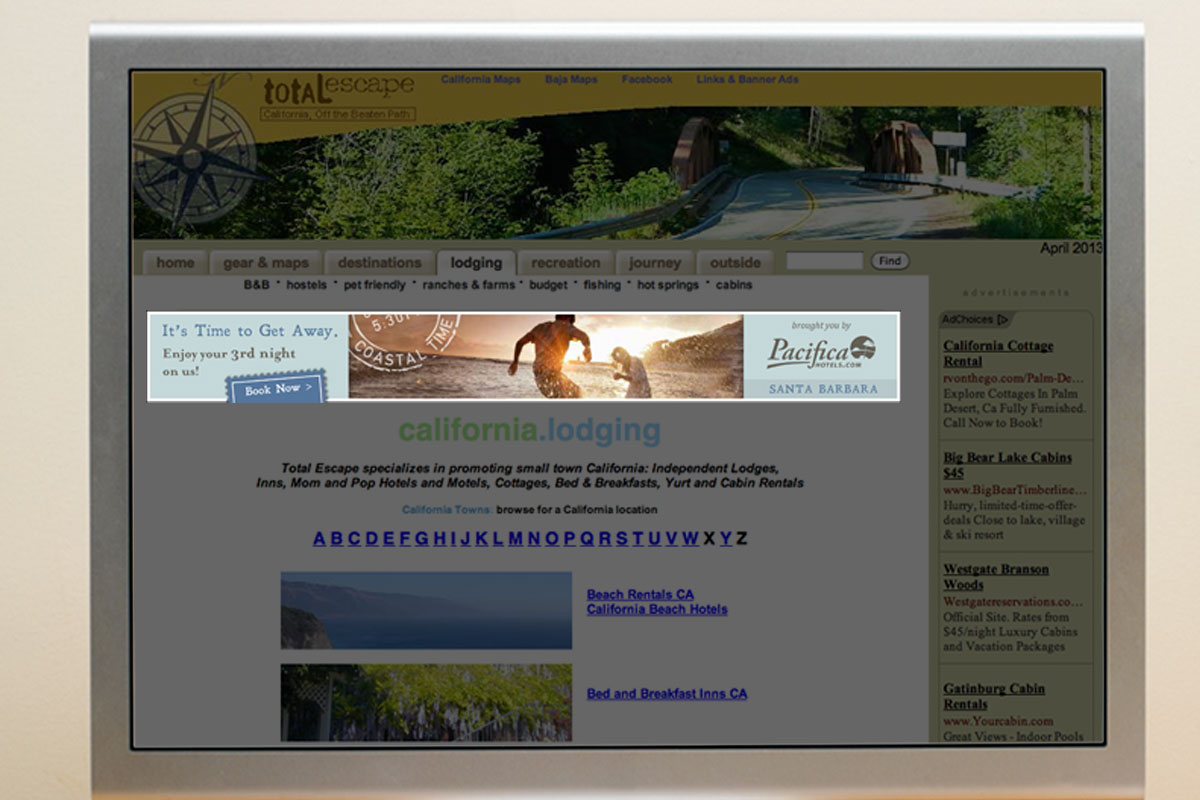 total escape
California, Off the Beaten Path
California Maps Baja Maps Facebook Links & Banner Ads
April 2013
home gear & maps destinations lodging recreation journey outside Find
B&B * hostels * pet friendly * ranches & farms * budget * fishing * hot springs * cabins
It's Time to Get Away.
Enjoy your 3rd night
on us!
Book Now >
5:30
COASTAL TIME
brought you by
Pacifica
HOTELS.COM
SANTA BARBARA
california.lodging
Total Escape specializes in promoting small town California: Independent Lodges,
Inns, Mom and Pop Hotels and Motels, Cottages, Bed & Breakfasts, Yurt and Cabin Rentals
California Towns: browse for a California location
A B C D E F G H I J K L M N O P Q R S T U V W X Y Z
Beach Rentals CA
California Beach Hotels
Bed and Breakfast Inns CA
advertisements
AdChoices
California Cottage
Rental
rvonthego.com/Palm-De...
Explore Cottages In Palm
Desert, Ca Fully Furnished.
Call Now to Book!
Big Bear Lake Cabins
$45
www.BigBearTimberline...
Hurry, limited-time-offer-
deals Close to lake, village
& ski resort
Westgate Branson
Woods
Westgatereservations.co...
Official Site. Rates from
$45/night Luxury Cabins
and Vacation Packages
Gatinburg Cabin
Rentals
www.Yourcabin.com
Great Views - Indoor Pools